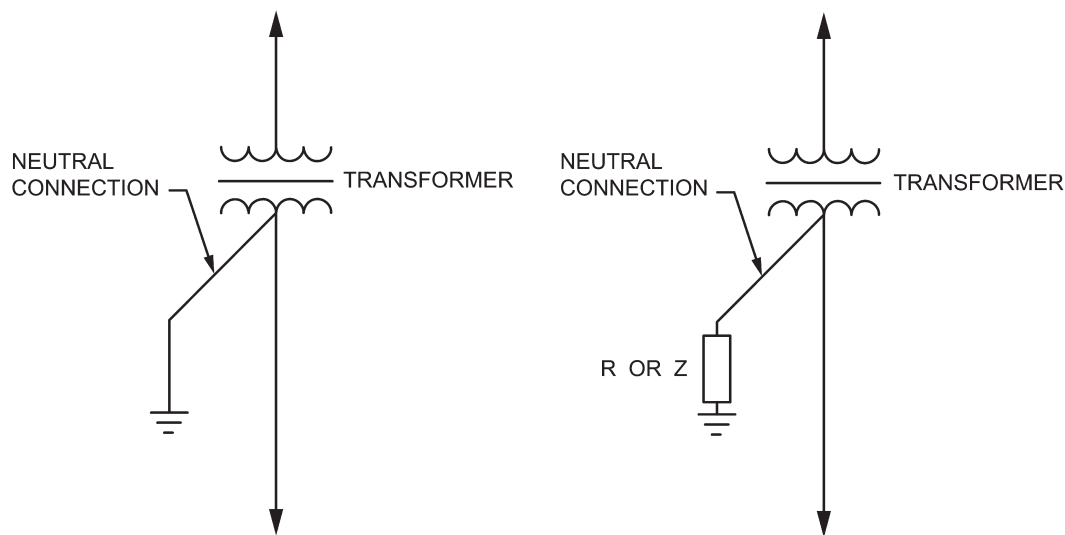 NEUTRAL
CONNECTION
TRANSFORMER
NEUTRAL
CONNECTION
TRANSFORMER
R OR Z